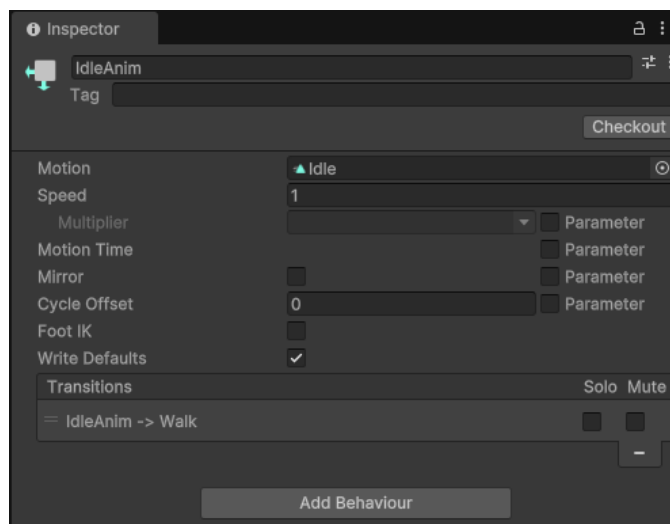 Inspector
IdleAnim
Tag
Checkout
Motion Idle
Speed 1
Multiplier Parameter
Motion Time Parameter
Mirror Parameter
Cycle Offset 0 Parameter
Foot IK
Write Defaults
Transitions Solo Mute
IdleAnim -> Walk
Add Behaviour